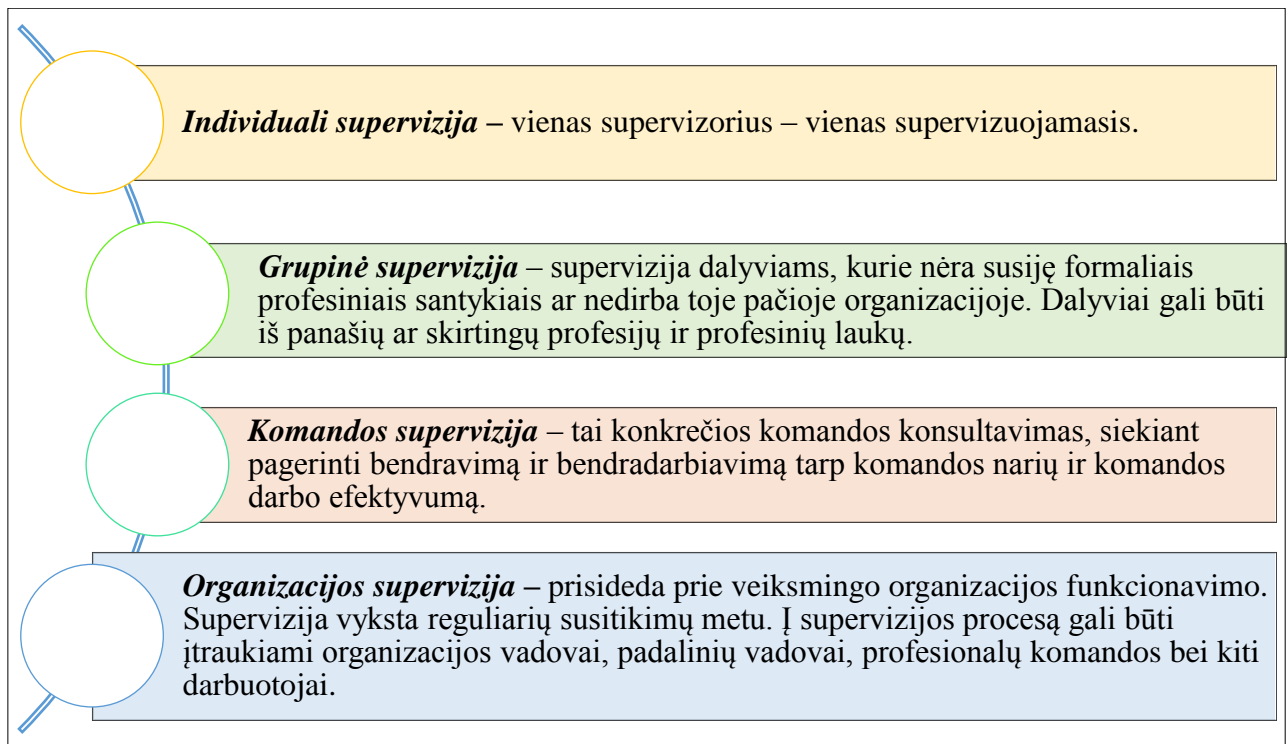 Individuali supervizija – vienas supervizorius – vienas supervizuojamasis.
Grupinė supervizija – supervizija dalyviams, kurie nėra susiję formaliais
profesiniais santykiais ar nedirba toje pačioje organizacijoje. Dalyviai gali būti
iš panašių ar skirtingų profesijų ir profesinių laukų.
Komandos supervizija – tai konkrečios komandos konsultavimas, siekiant
pagerinti bendravimą ir bendradarbiavimą tarp komandos narių ir komandos
darbo efektyvumą.
Organizacijos supervizija – prisideda prie veiksmingo organizacijos funkcionavimo.
Supervizija vyksta reguliarių susitikimų metu. Į supervizijos procesą gali būti
įtraukiami organizacijos vadovai, padalinių vadovai, profesionalų komandos bei kiti
darbuotojai.